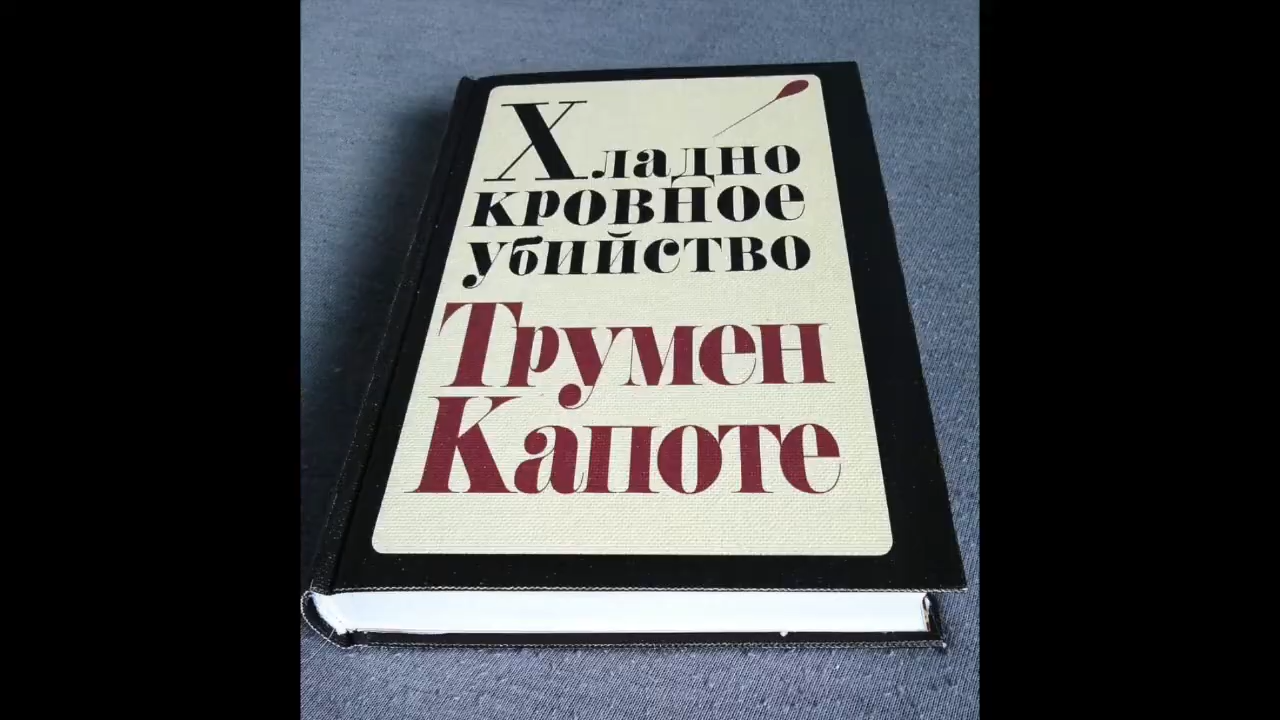 Хладно
кровное
убийство
Трумен
Капоте